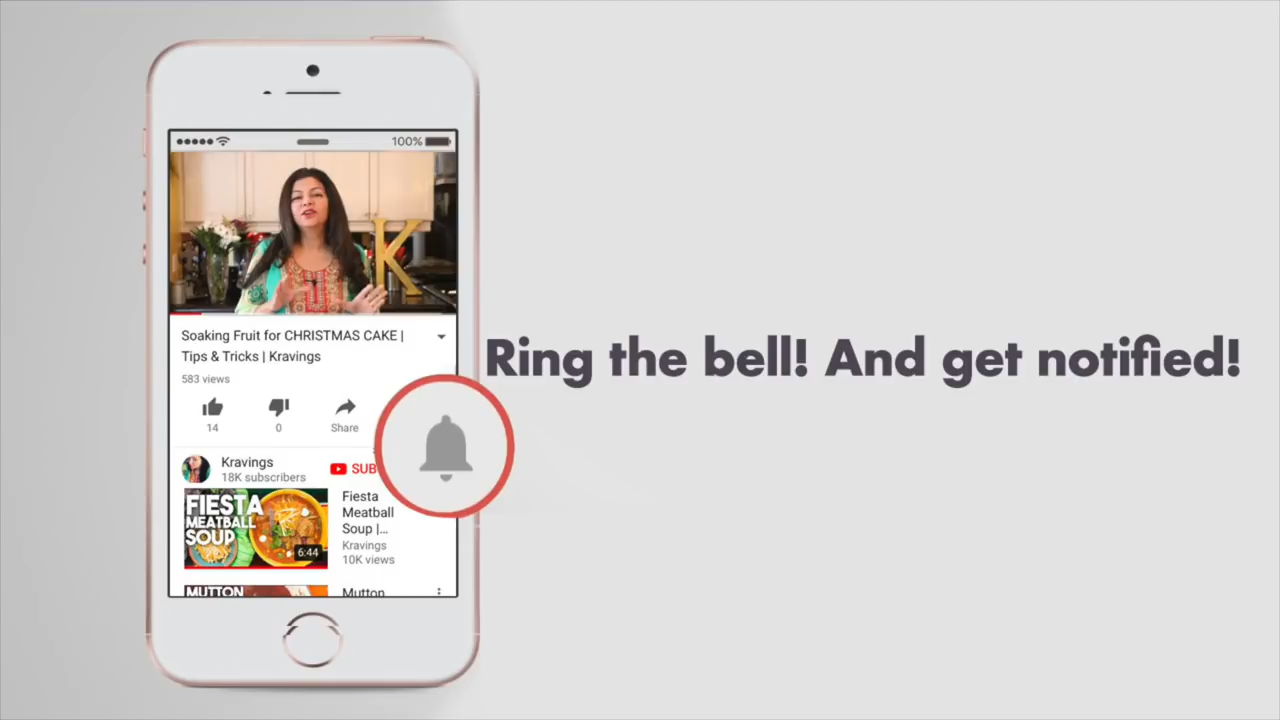 100%
K
Soaking Fruit for CHRISTMAS CAKE |
Tips & Tricks | Kravings
583 views
14
0
Share
Ring the bell! And get notified!
Kravings
18K subscribers
SUB
FIESTA
MEATBALL
SOUP
6:44
Fiesta
Meatball
Soup |...
Kravings
10K views
MUTTON
Mutton